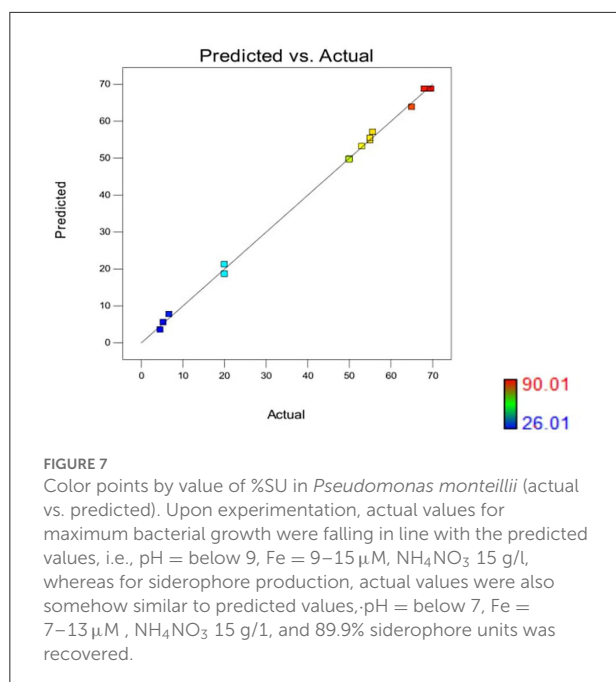 Predicted vs. Actual
70
60
50
40
30
20
10
0
Predicted
0 10 20 30 40 50 60 70
Actual
90.01
26.01
FIGURE 7
Color points by value of %SU in Pseudomonas monteillii (actual
vs. predicted). Upon experimentation, actual values for
maximum bacterial growth were falling in line with the predicted
values, i.e., pH = below 9, Fe = 9–15 μM, NH₄NO₃ 15 g/l,
whereas for siderophore production, actual values were also
somehow similar to predicted values,·pH = below 7, Fe =
7–13 μM , NH₄NO₃ 15 g/1, and 89.9% siderophore units was
recovered.